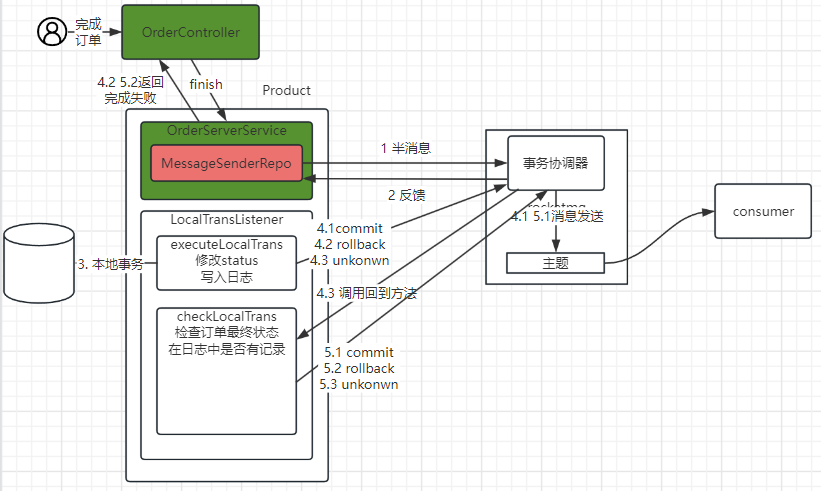 完成
订单
OrderController
4.2 5.2返回
完成失败
finish
Product
OrderServerService
MessageSenderRepo
1 半消息
2 反馈
事务协调器
4.1 5.1消息发送
主题
consumer
LocalTransListener
executeLocalTrans
修改status
写入日志
3. 本地事务
4.1commit
4.2 rollback
4.3 unkonwn
4.3 调用回到方法
checkLocalTrans
检查订单最终状态
在日志中是否有记录
5.1 commit
5.2 rollback
5.3 unkonwn